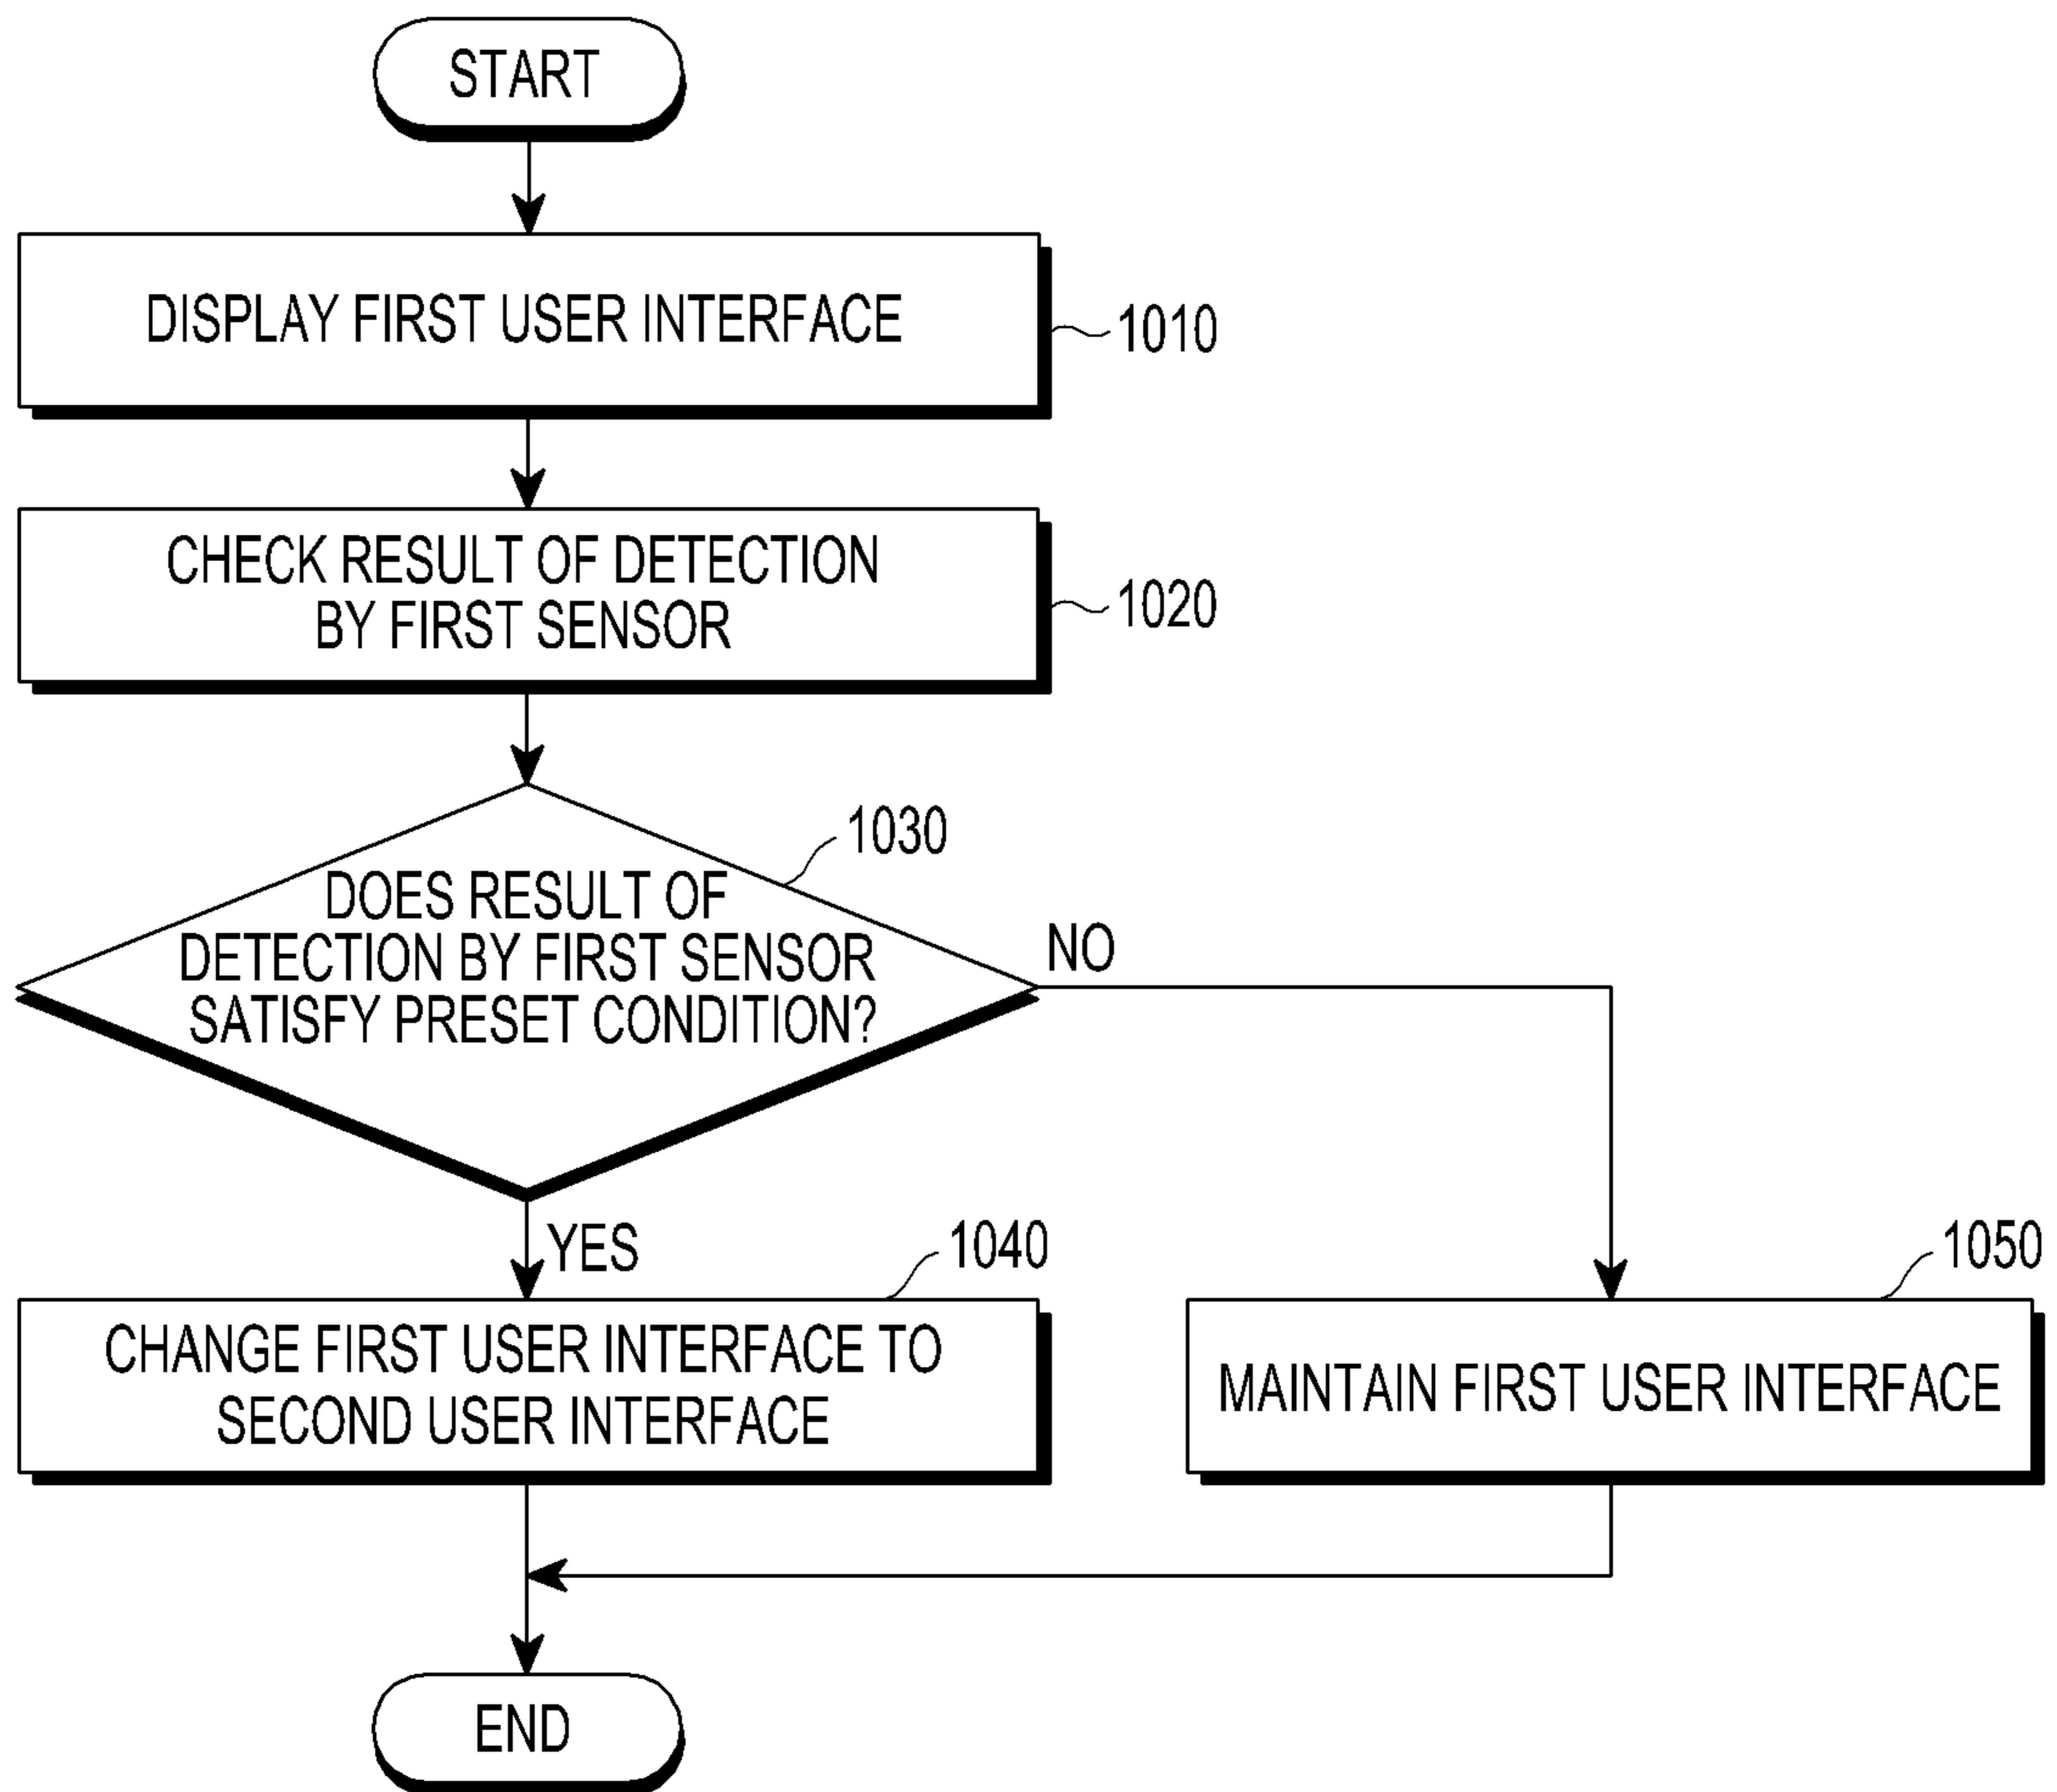 START
DISPLAY FIRST USER INTERFACE
1010
CHECK RESULT OF DETECTION
BY FIRST SENSOR
1020
1030
DOES RESULT OF
DETECTION BY FIRST SENSOR
SATISFY PRESET CONDITION?
NO
YES
1040
CHANGE FIRST USER INTERFACE TO
SECOND USER INTERFACE
1050
MAINTAIN FIRST USER INTERFACE
END